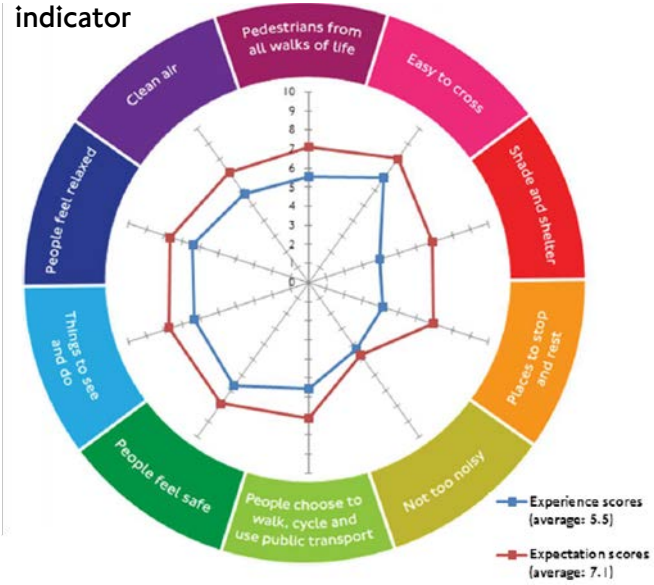 indicator
Pedestrians from
all walks of life
Easy to cross
Shade and shelter
Places to stop
and rest
Not too noisy
People choose to
walk, cycle and
use public transport
People feel safe
Things to see
and do
People feel relaxed
Clean air
10
9
8
7
6
5
4
3
2
1
0
Experience scores
(average: 5.5)
Expectation scores
(average: 7.1)